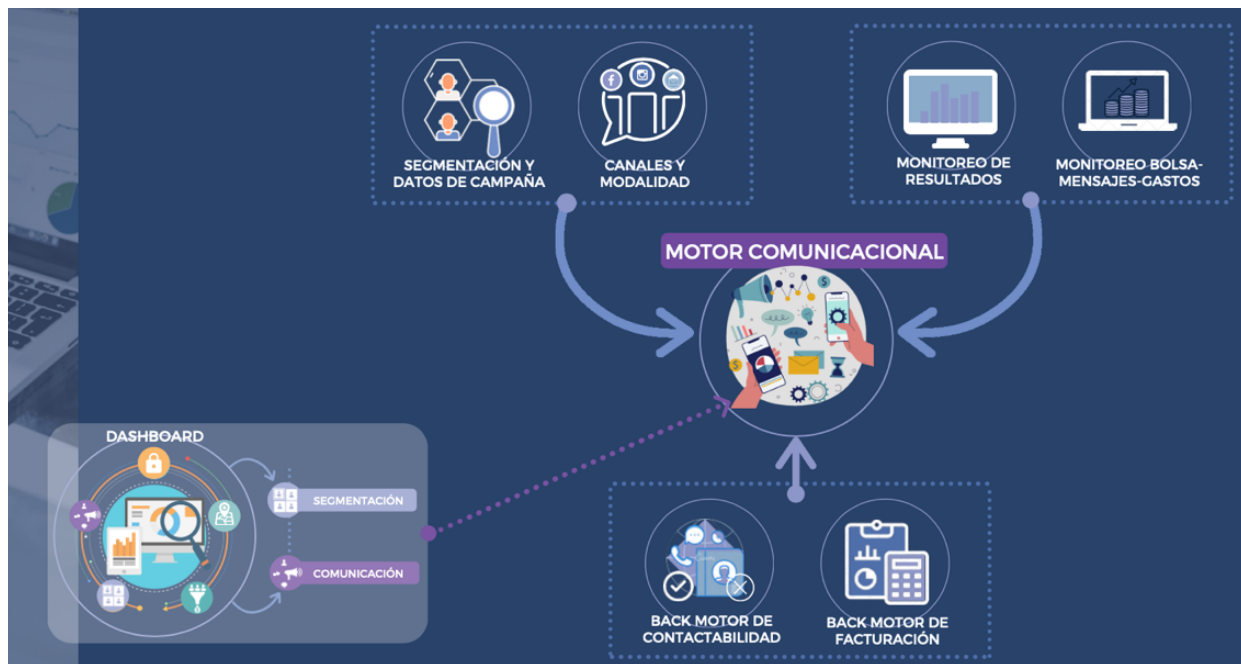 SEGMENTACIÓN Y
DATOS DE CAMPAÑA
CANALES Y
MODALIDAD
MONITOREO DE
RESULTADOS
MONITOREO BOLSA-
MENSAJES-GASTOS
MOTOR COMUNICACIONAL
DASHBOARD
SEGMENTACIÓN
COMUNICACIÓN
BACK MOTOR DE
CONTACTABILIDAD
BACK MOTOR DE
FACTURACIÓN